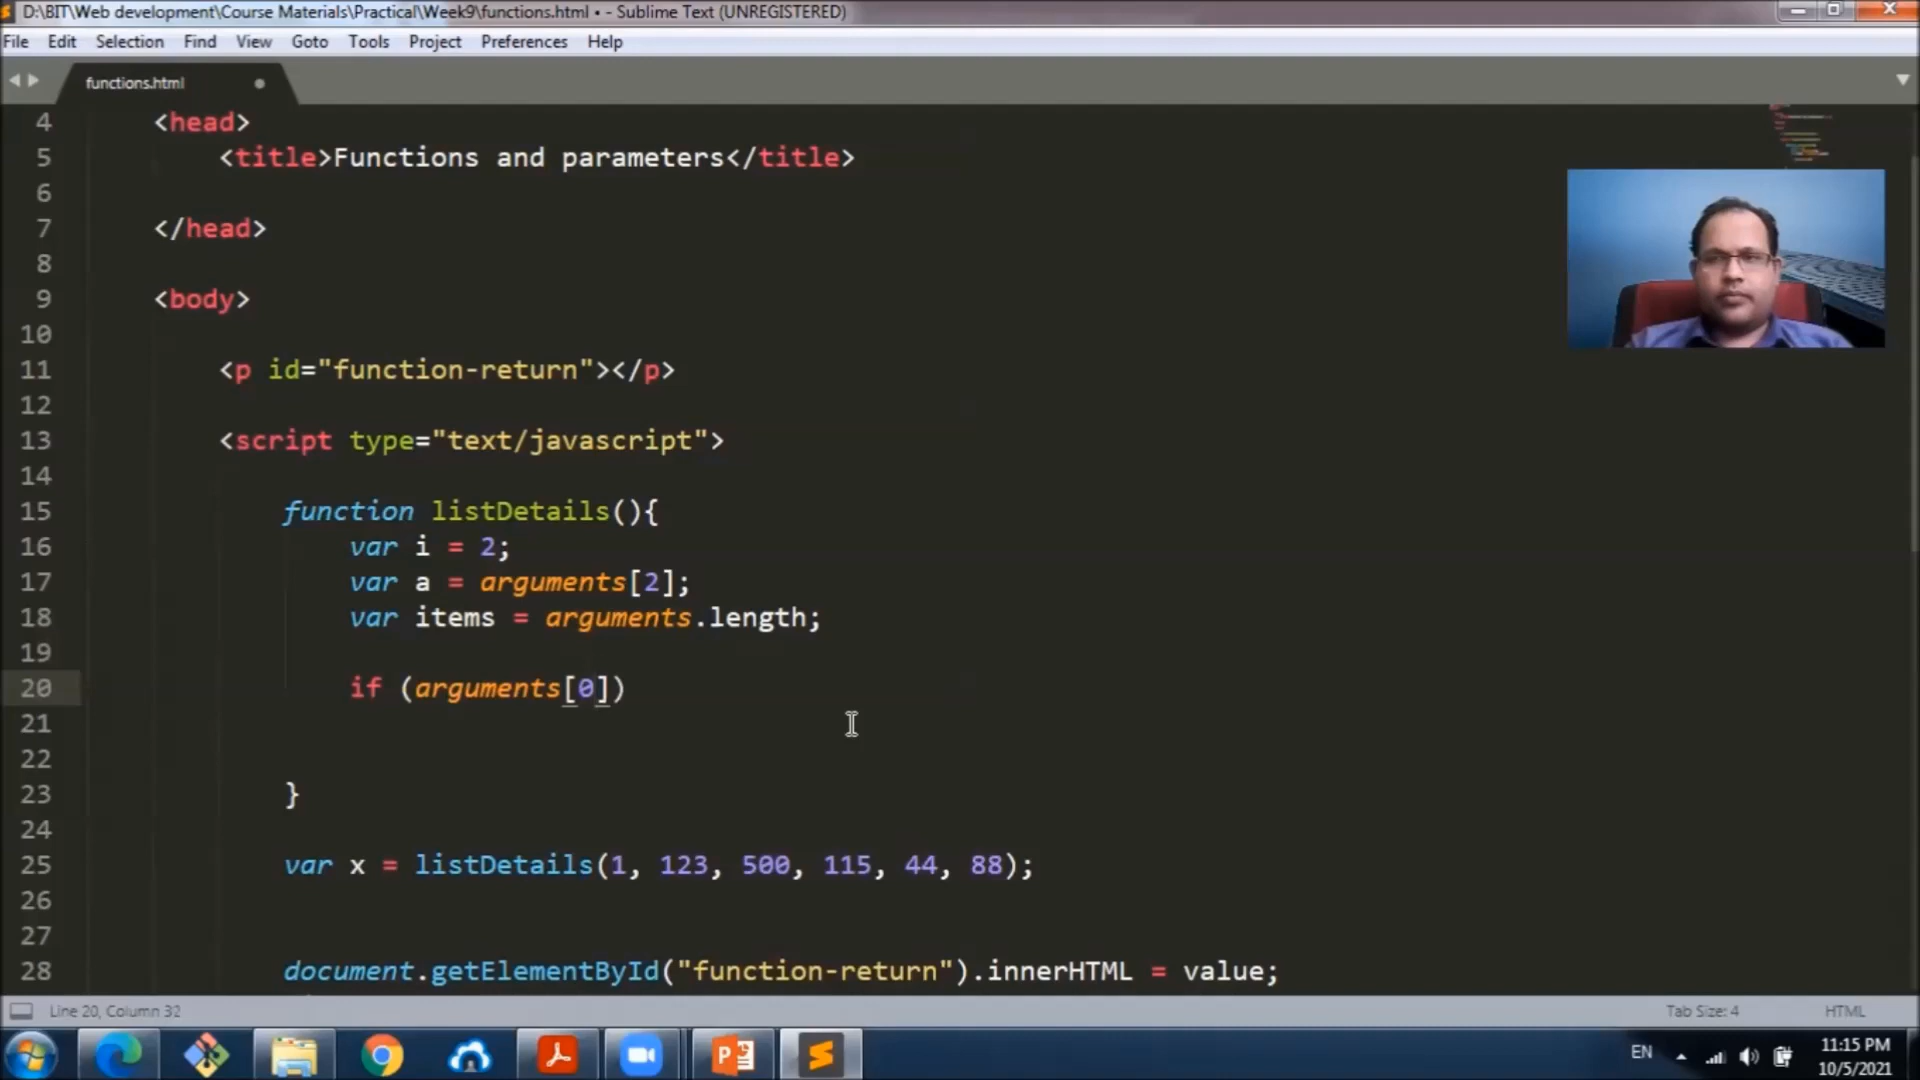 D:\BIT\Web development\Course Materials\Practical\Week9\functions.html • - Sublime Text (UNREGISTERED)
File Edit Selection Find View Goto Tools Project Preferences Help
functions.html
4 <head>
5 <title>Functions and parameters</title>
6
7 </head>
8
9 <body>
10
11 <p id="function-return"></p>
12
13 <script type="text/javascript">
14
15 function listDetails(){
16 var i = 2;
17 var a = arguments[2];
18 var items = arguments.length;
19
20 if (arguments[0])
21
22
23 }
24
25 var x = listDetails(1, 123, 500, 115, 44, 88);
26
27
28 document.getElementById("function-return").innerHTML = value;
Line 20, Column 32 Tab Size: 4 HTML
EN 11:15 PM
10/5/2021